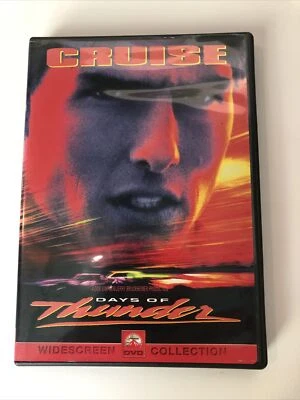 CRUISE
DAYS OF
Thunder
WIDESCREEN DVD COLLECTION